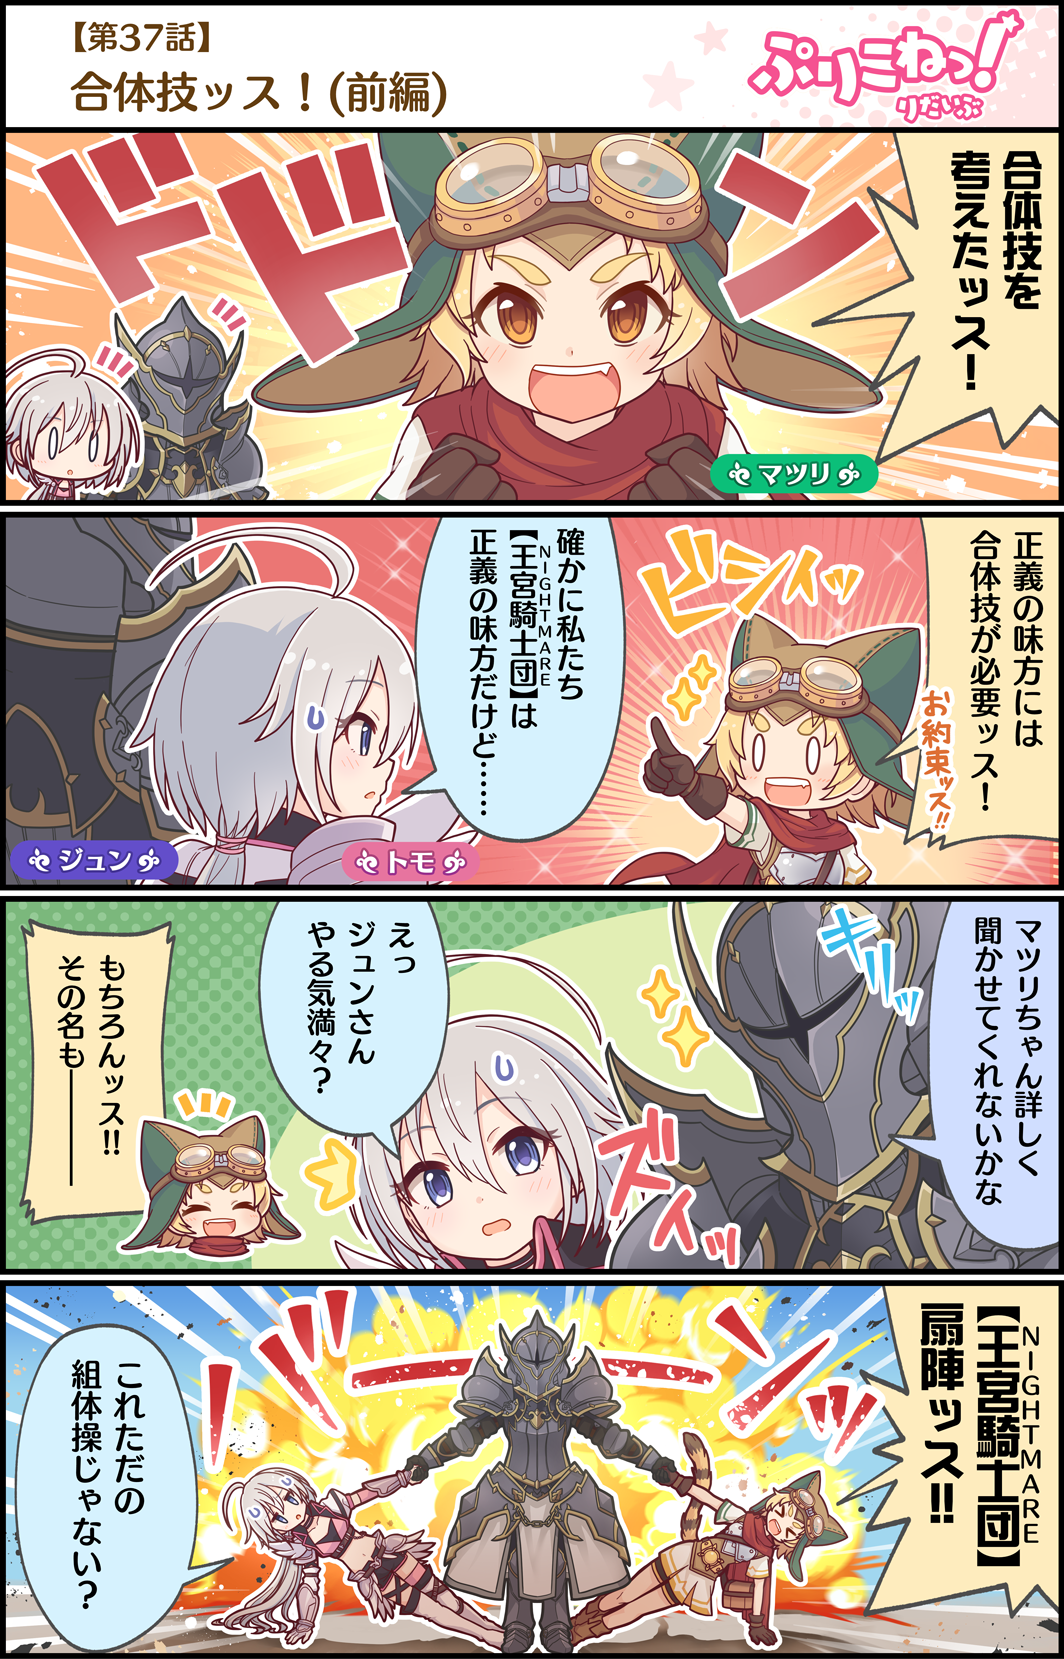 【第37話】
合体技ッス！(前編)
ぷりこねっ！
りだいぶ
合体技を
考えたッス！
ドドン
マツリ
正義の味方には
合体技が必要ッス！
お約束ッス!!
ビシィッ
確かに私たち
【王宮騎士団】は
NIGHTMARE
正義の味方だけど……
トモ
ジュン
マツリちゃん詳しく
聞かせてくれないかな
キリッ
ズズィッ
えっ
ジュンさん
やる気満々？
もちろんッス!!
その名も――――
【王宮騎士団】
NIGHTMARE
扇陣ッス!!
バーーンッ
これただの
組体操じゃない？